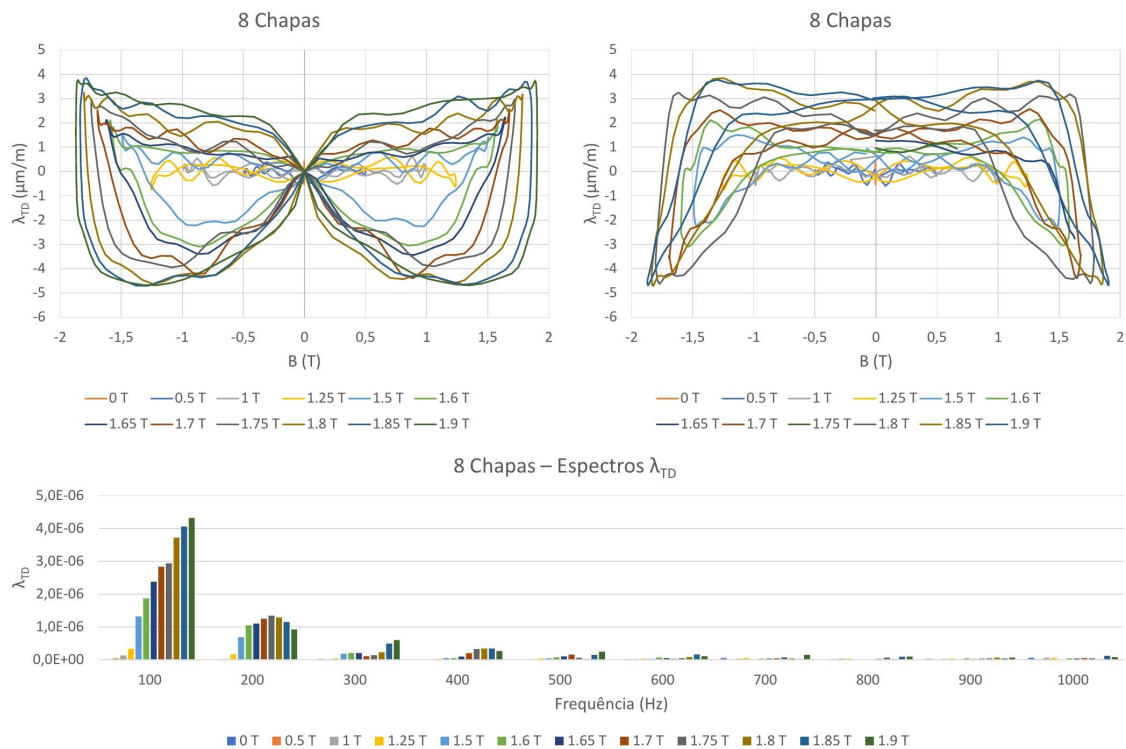 8 Chapas
5
4
3
2
1
0
-1
-2
-3
-4
-5
-6
λTD (µm/m)
-2 -1,5 -1 -0,5 0 0,5 1 1,5 2
B (T)
0 T 0.5 T 1 T 1.25 T 1.5 T 1.6 T
1.65 T 1.7 T 1.75 T 1.8 T 1.85 T 1.9 T
8 Chapas
5
4
3
2
1
0
-1
-2
-3
-4
-5
-6
λTD (µm/m)
-2 -1,5 -1 -0,5 0 0,5 1 1,5 2
B (T)
0 T 0.5 T 1 T 1.25 T 1.5 T 1.6 T
1.65 T 1.7 T 1.75 T 1.8 T 1.85 T 1.9 T
8 Chapas – Espectros λTD
5,0E-06
4,0E-06
3,0E-06
2,0E-06
1,0E-06
0,0E+00
λTD
100 200 300 400 500 600 700 800 900 1000
Frequência (Hz)
0 T 0.5 T 1 T 1.25 T 1.5 T 1.6 T 1.65 T 1.7 T 1.75 T 1.8 T 1.85 T 1.9 T